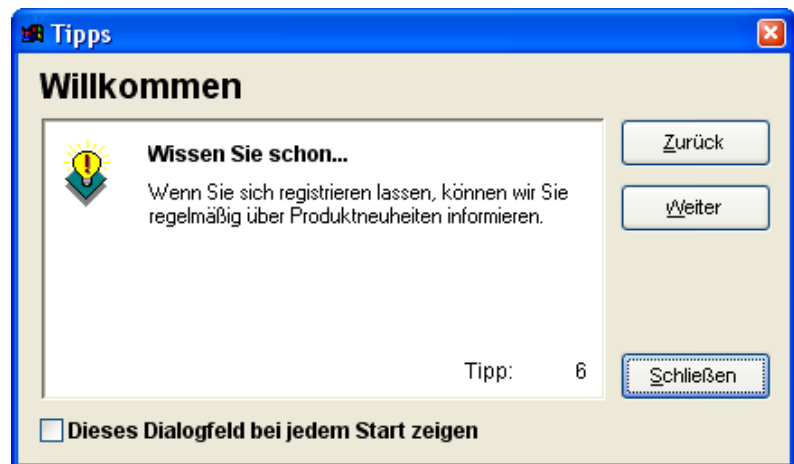 Tipps
Willkommen
Wissen Sie schon...
Wenn Sie sich registrieren lassen, können wir Sie
regelmäßig über Produktneuheiten informieren.
Tipp: 6
Zurück
Weiter
Schließen
Dieses Dialogfeld bei jedem Start zeigen